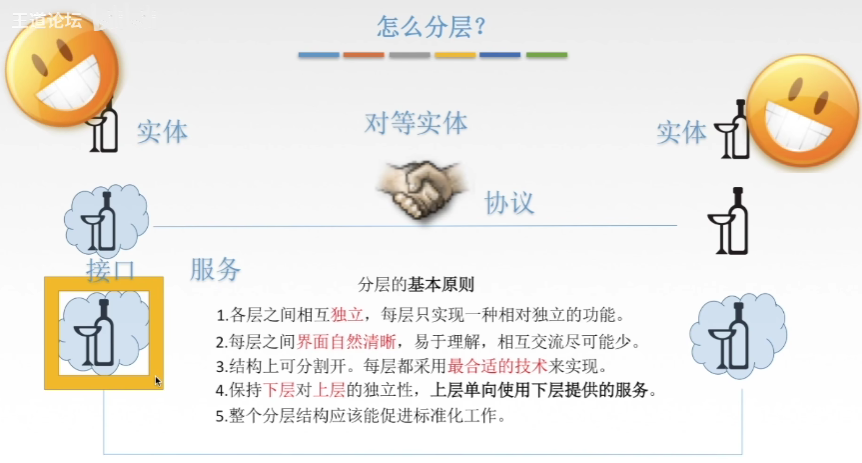 王道论坛
怎么分层？
实体
对等实体
实体
协议
接口
服务
分层的基本原则
1.各层之间相互独立，每层只实现一种相对独立的功能。
2.每层之间界面自然清晰，易于理解，相互交流尽可能少。
3.结构上可分割开。每层都采用最合适的技术来实现。
4.保持下层对上层的独立性，上层单向使用下层提供的服务。
5.整个分层结构应该能促进标准化工作。